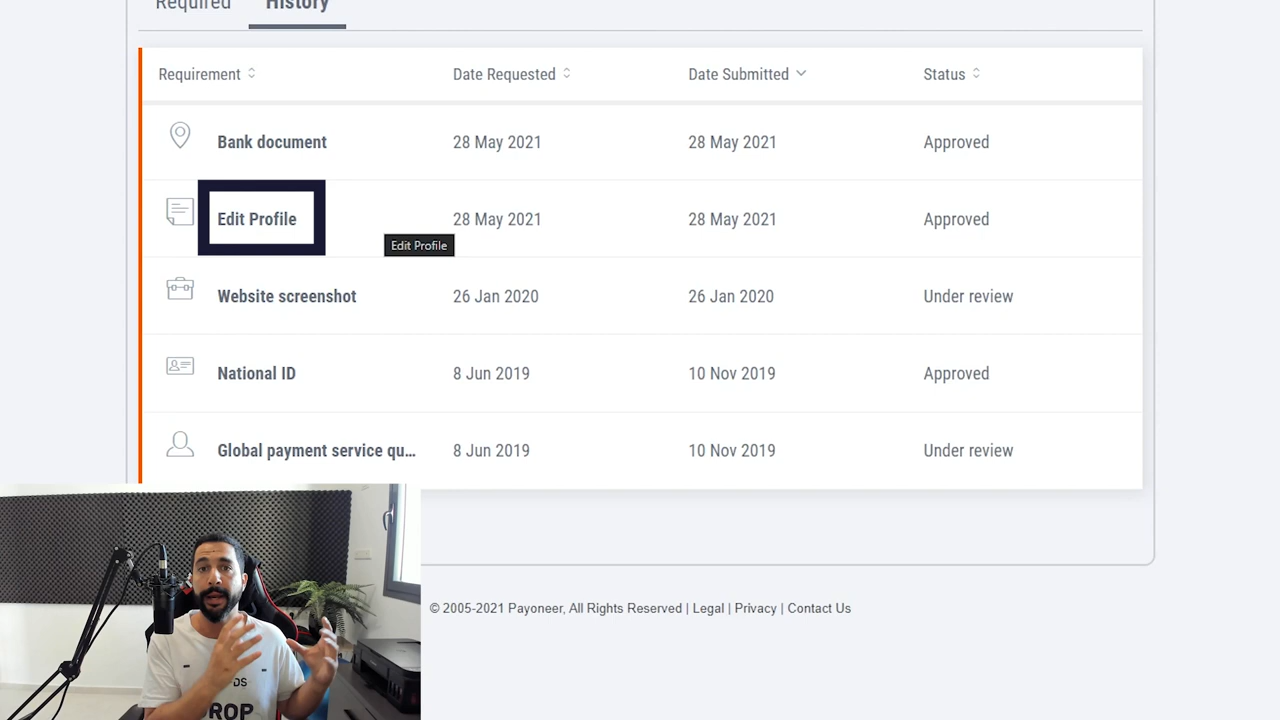 Required History
Requirement Date Requested Date Submitted Status
Bank document 28 May 2021 28 May 2021 Approved
Edit Profile 28 May 2021 28 May 2021 Approved
Edit Profile
Website screenshot 26 Jan 2020 26 Jan 2020 Under review
National ID 8 Jun 2019 10 Nov 2019 Approved
Global payment service qu... 8 Jun 2019 10 Nov 2019 Under review
© 2005-2021 Payoneer, All Rights Reserved | Legal | Privacy | Contact Us